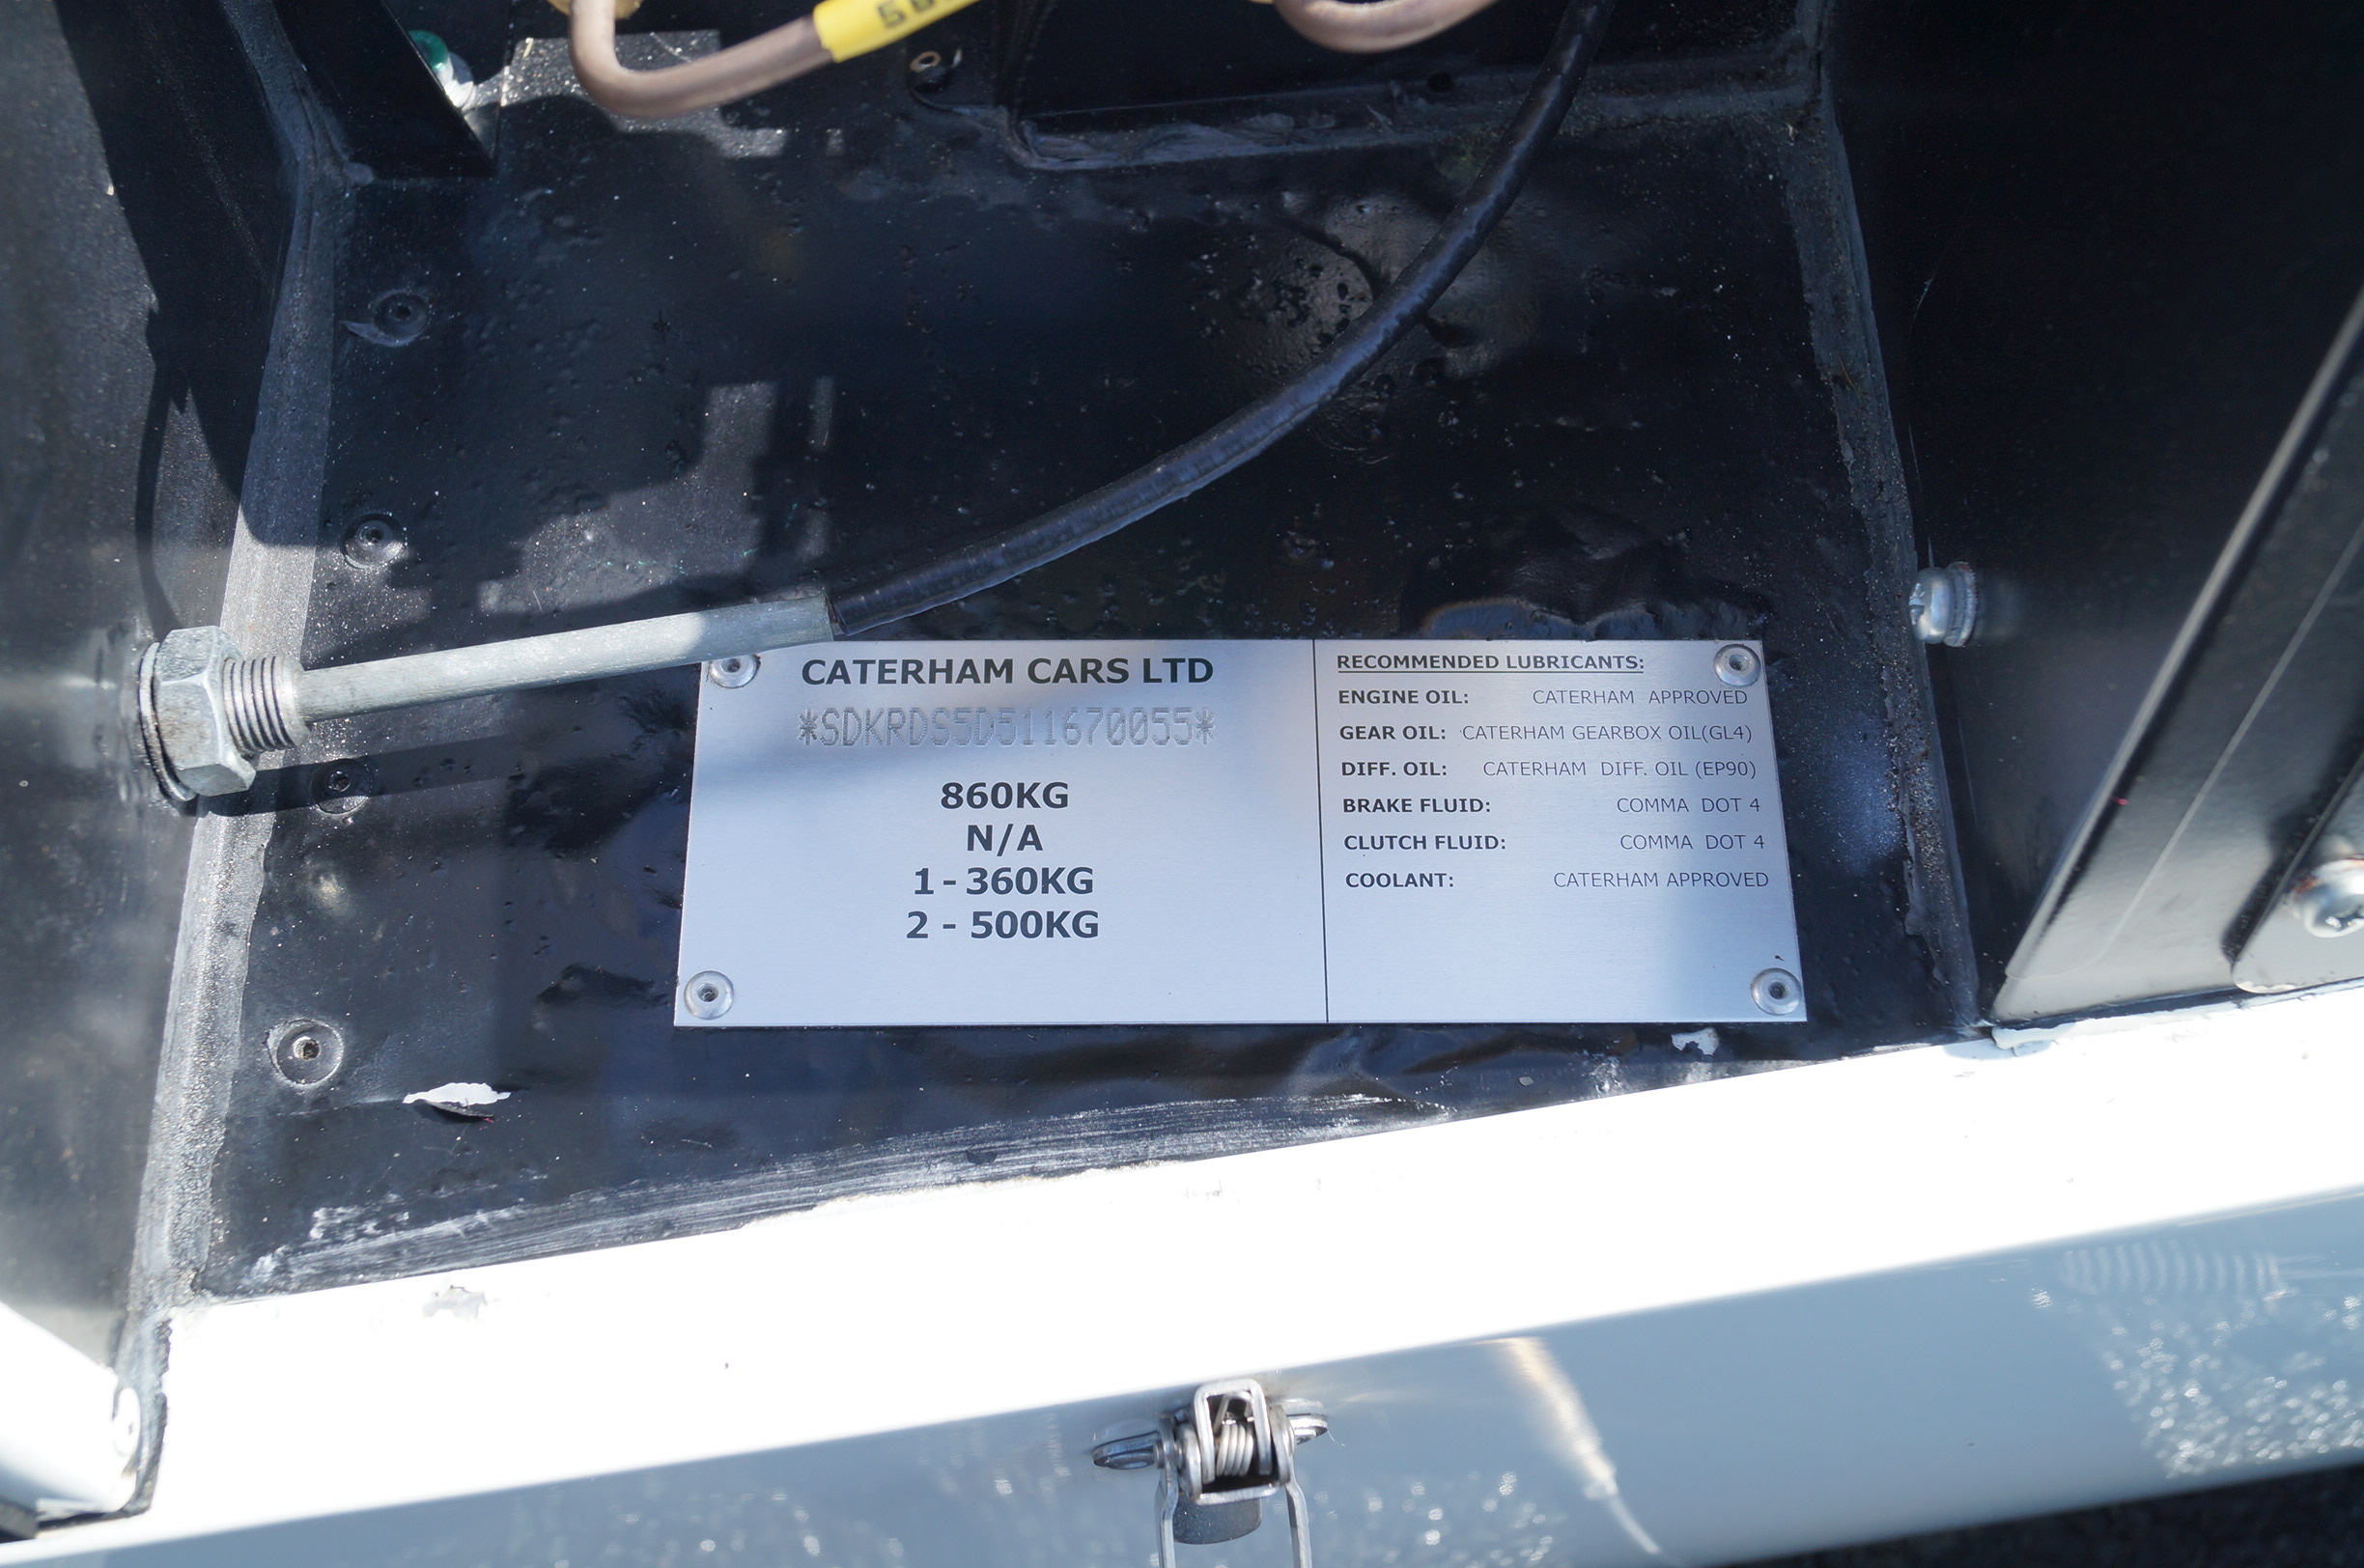 CATERHAM CARS LTD
*SDKRDS5D511670055*
860KG
N/A
1 - 360KG
2 - 500KG
RECOMMENDED LUBRICANTS:
ENGINE OIL: CATERHAM APPROVED
GEAR OIL: CATERHAM GEARBOX OIL(GL4)
DIFF. OIL: CATERHAM DIFF. OIL (EP90)
BRAKE FLUID: COMMA DOT 4
CLUTCH FLUID: COMMA DOT 4
COOLANT: CATERHAM APPROVED